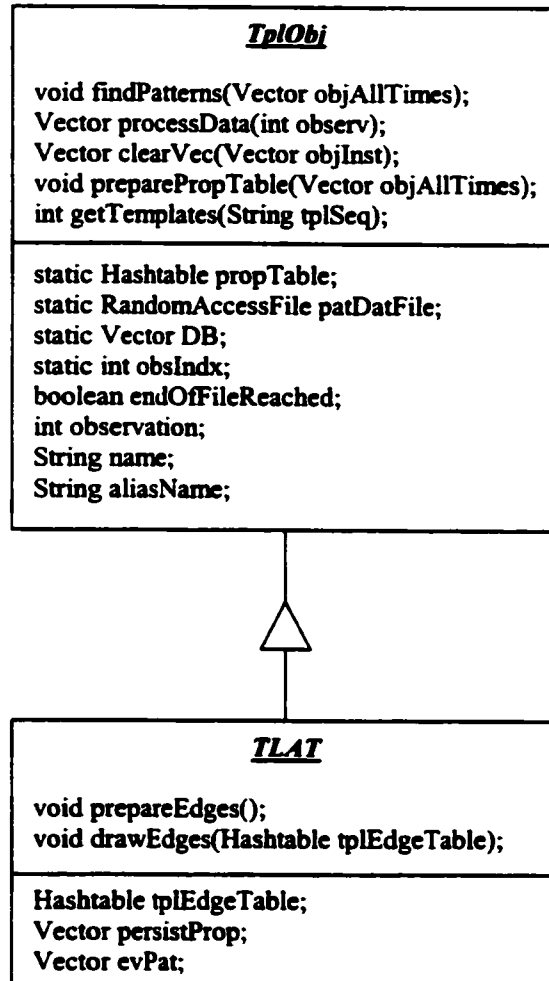 TplObj
void findPatterns(Vector objAllTimes);
Vector processData(int observ);
Vector clearVec(Vector objInst);
void preparePropTable(Vector objAllTimes);
int getTemplates(String tplSeq);
static Hashtable propTable;
static RandomAccessFile patDatFile;
static Vector DB;
static int obsIndx;
boolean endOfFileReached;
int observation;
String name;
String aliasName;
TLAT
void prepareEdges();
void drawEdges(Hashtable tplEdgeTable);
Hashtable tplEdgeTable;
Vector persistProp;
Vector evPat;